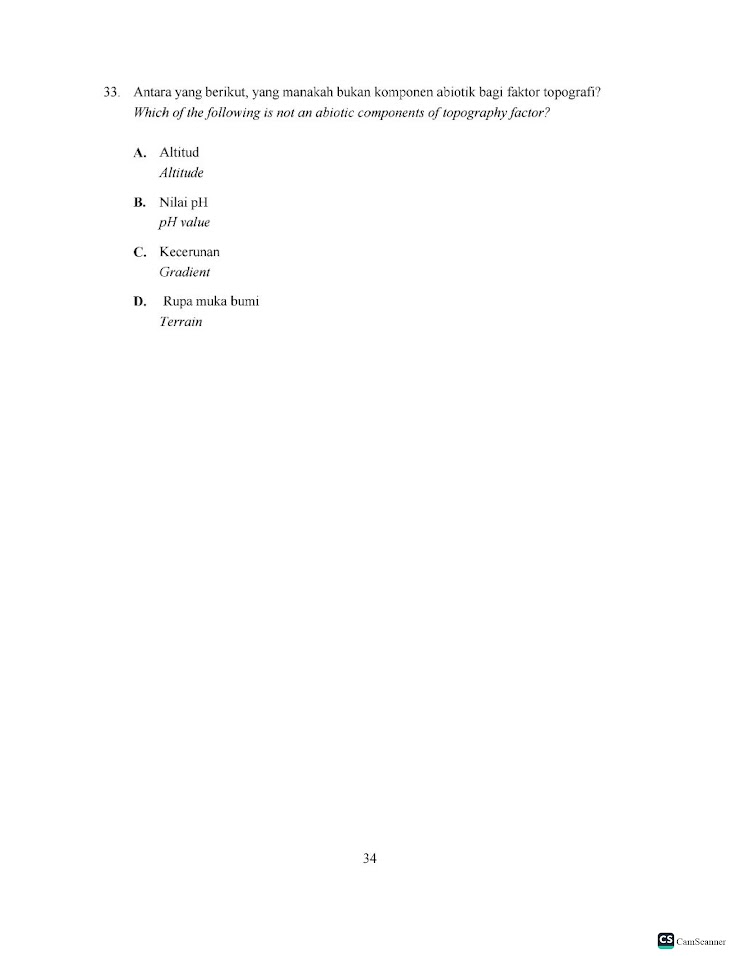 33. Antara yang berikut, yang manakah bukan komponen abiotik bagi faktor topografi?
Which of the following is not an abiotic components of topography factor?
A. Altitud
Altitude
B. Nilai pH
pH value
C. Kecerunan
Gradient
D. Rupa muka bumi
Terrain
34
CS CamScanner